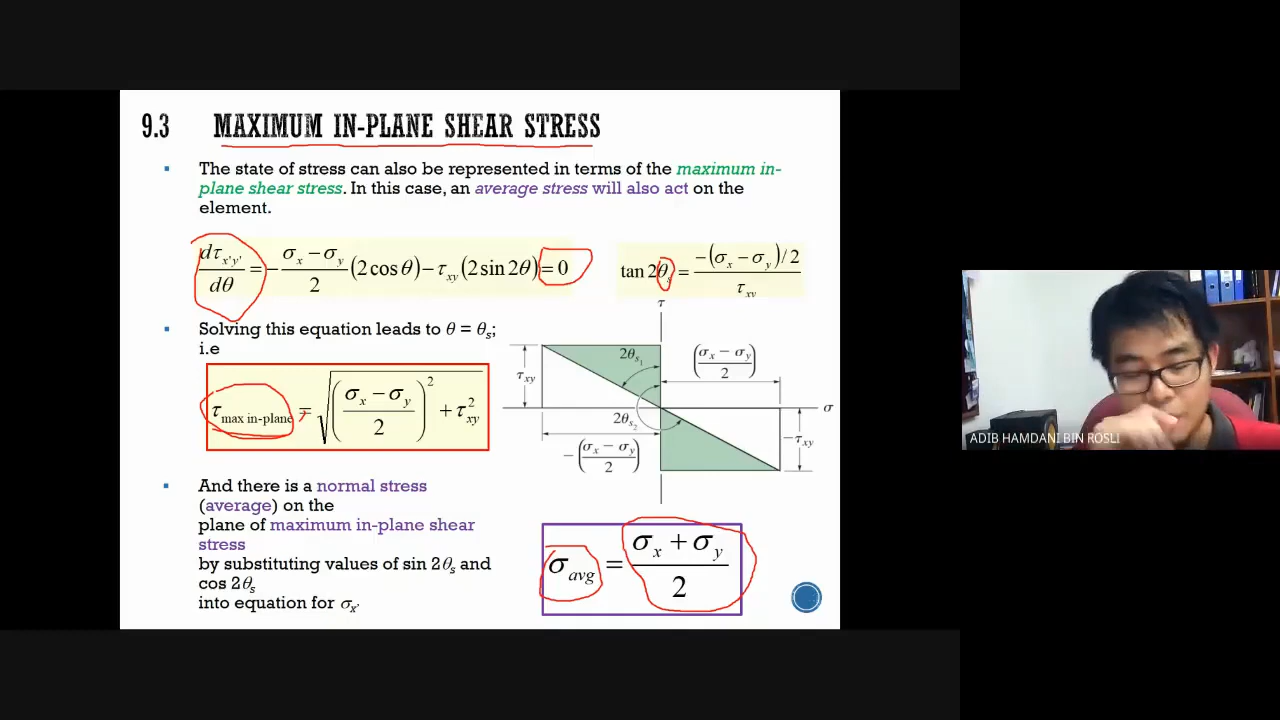 9.3 MAXIMUM IN-PLANE SHEAR STRESS
▪ The state of stress can also be represented in terms of the maximum in-
plane shear stress. In this case, an average stress will also act on the
element.
dτx'y'/dθ = −(σx − σy)/2 (2cosθ) − τxy (2sin2θ) = 0
tan 2θs = −(σx − σy)/2 / τxy
▪ Solving this equation leads to θ = θs;
i.e
τmax in-plane = √(((σx − σy)/2)² + τxy²)
τ
2θs1
((σx − σy)/2)
τxy
σ
2θs2
−((σx − σy)/2)
−τxy
▪ And there is a normal stress
(average) on the
plane of maximum in-plane shear
stress
by substituting values of sin 2θs and
cos 2θs
into equation for σx'
σavg = (σx + σy)/2
ADIB HAMDANI BIN ROSLI